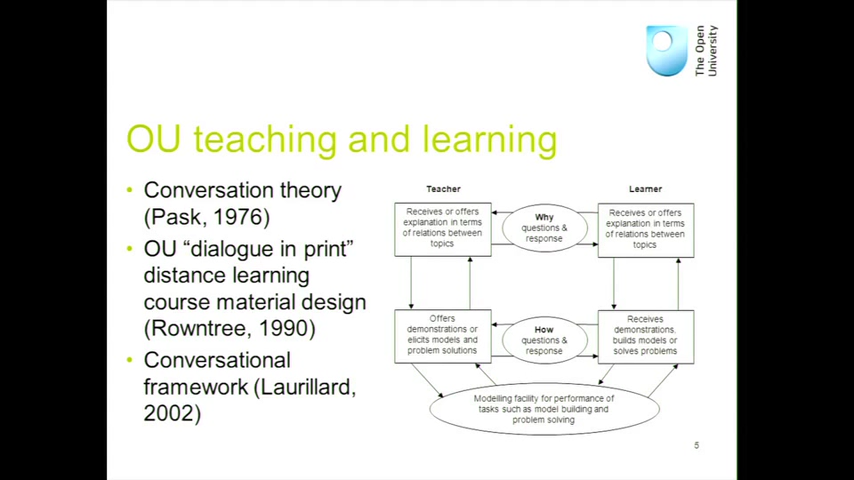 The Open
University
OU teaching and learning
• Conversation theory
(Pask, 1976)
• OU “dialogue in print”
distance learning
course material design
(Rowntree, 1990)
• Conversational
framework (Laurillard,
2002)
Teacher
Learner
Receives or offers
explanation in terms
of relations between
topics
Why
questions &
response
Receives or offers
explanation in terms
of relations between
topics
Offers
demonstrations or
elicits models and
problem solutions
How
questions &
response
Receives
demonstrations,
builds models or
solves problems
Modelling facility for performance of
tasks such as model building and
problem solving
5